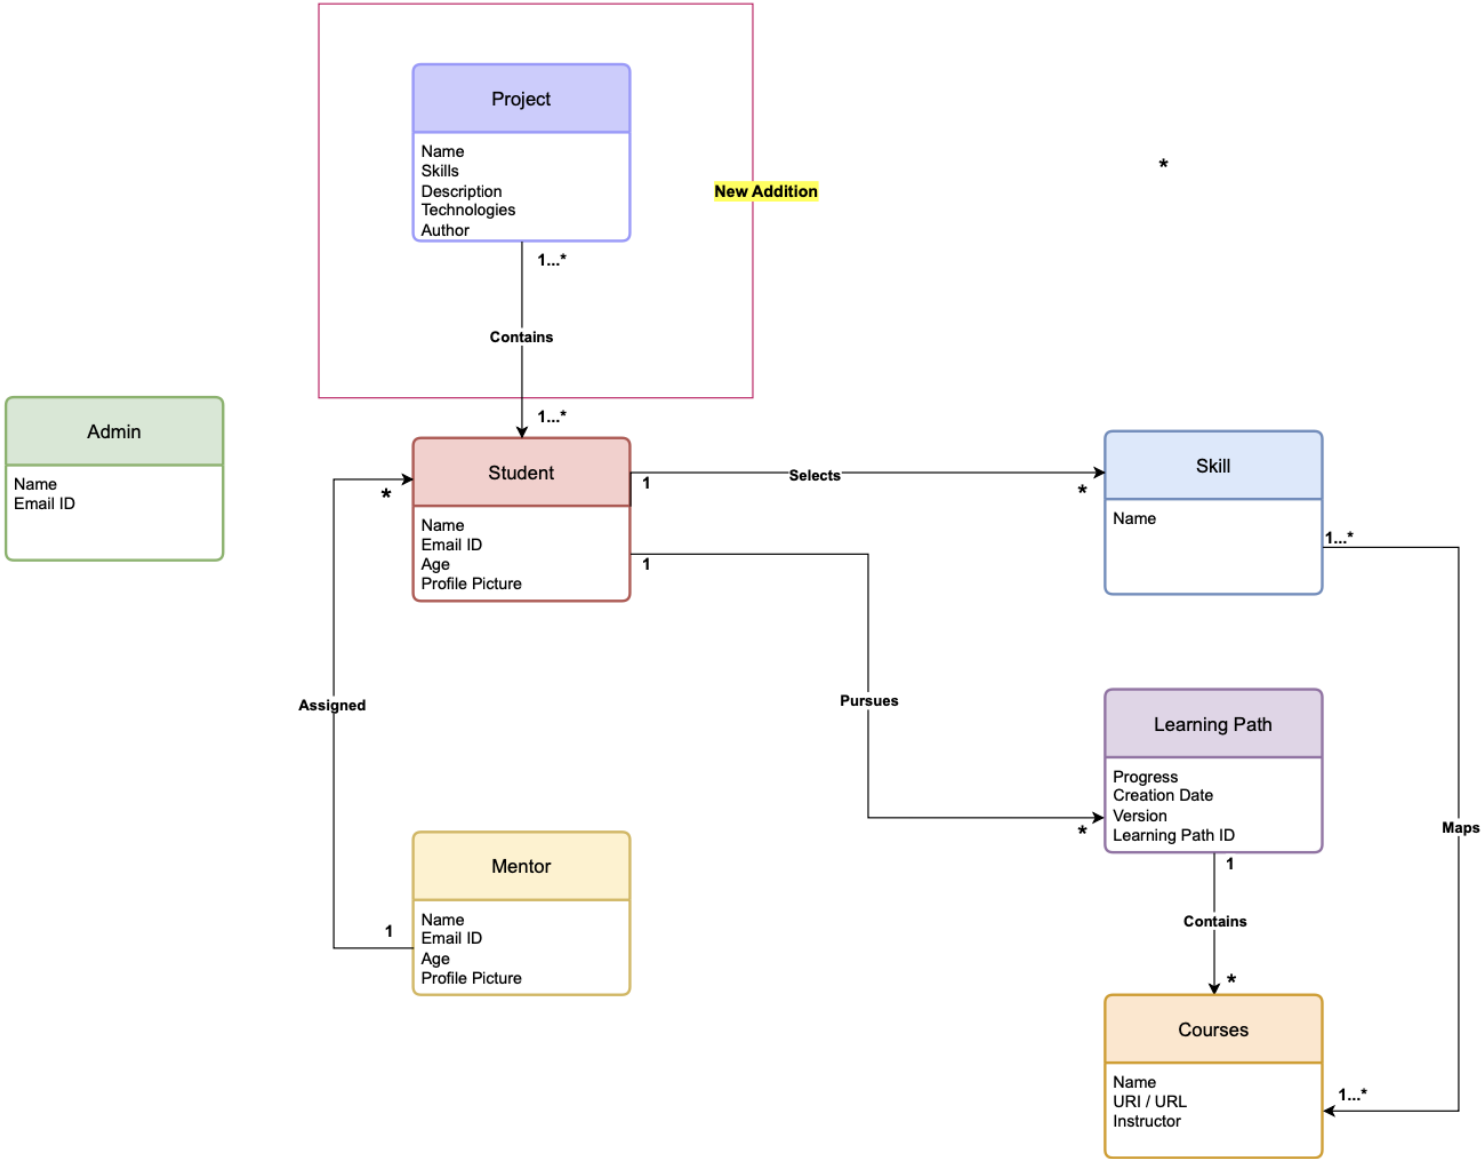 Project
Name
Skills
Description
Technologies
Author
New Addition
*
1...*
Contains
1...*
Admin
Name
Email ID
Student
Name
Email ID
Age
Profile Picture
*
1
Selects
*
1
Skill
Name
1...*
Assigned
Pursues
*
Learning Path
Progress
Creation Date
Version
Learning Path ID
Maps
1
Contains
*
Mentor
Name
Email ID
Age
Profile Picture
1
Courses
Name
URI / URL
Instructor
1...*